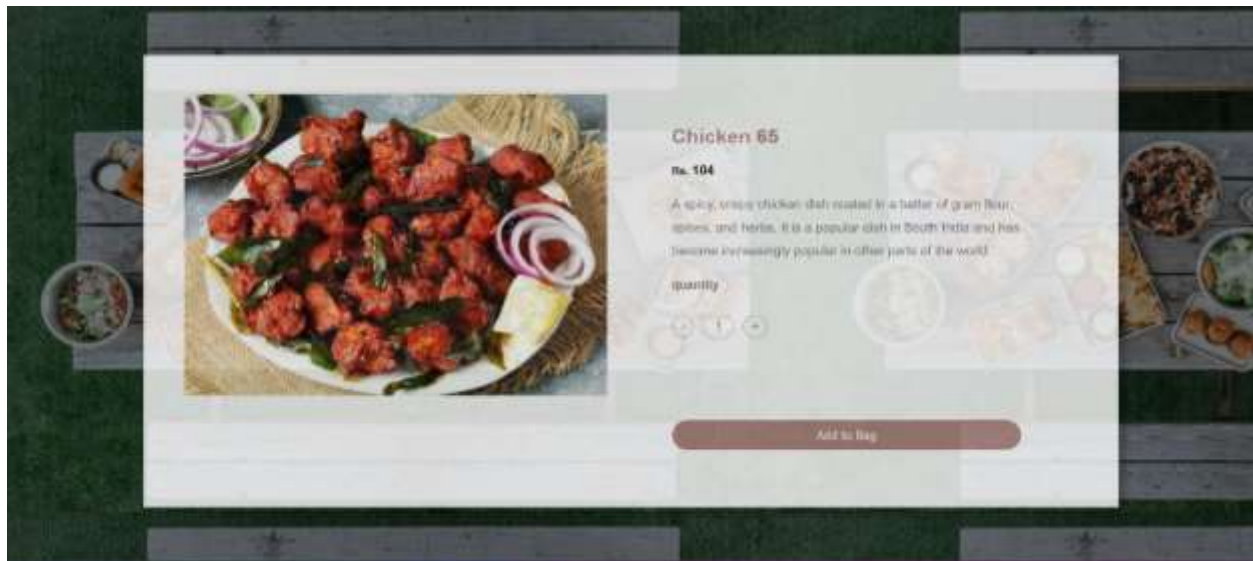 Chicken 65
Rs. 104
A spicy, crispy chicken dish coated in a batter of gram flour,
spices, and herbs. It is a popular dish in South India and has
become increasingly popular in other parts of the world
quantity
- 1 +
Add to Bag